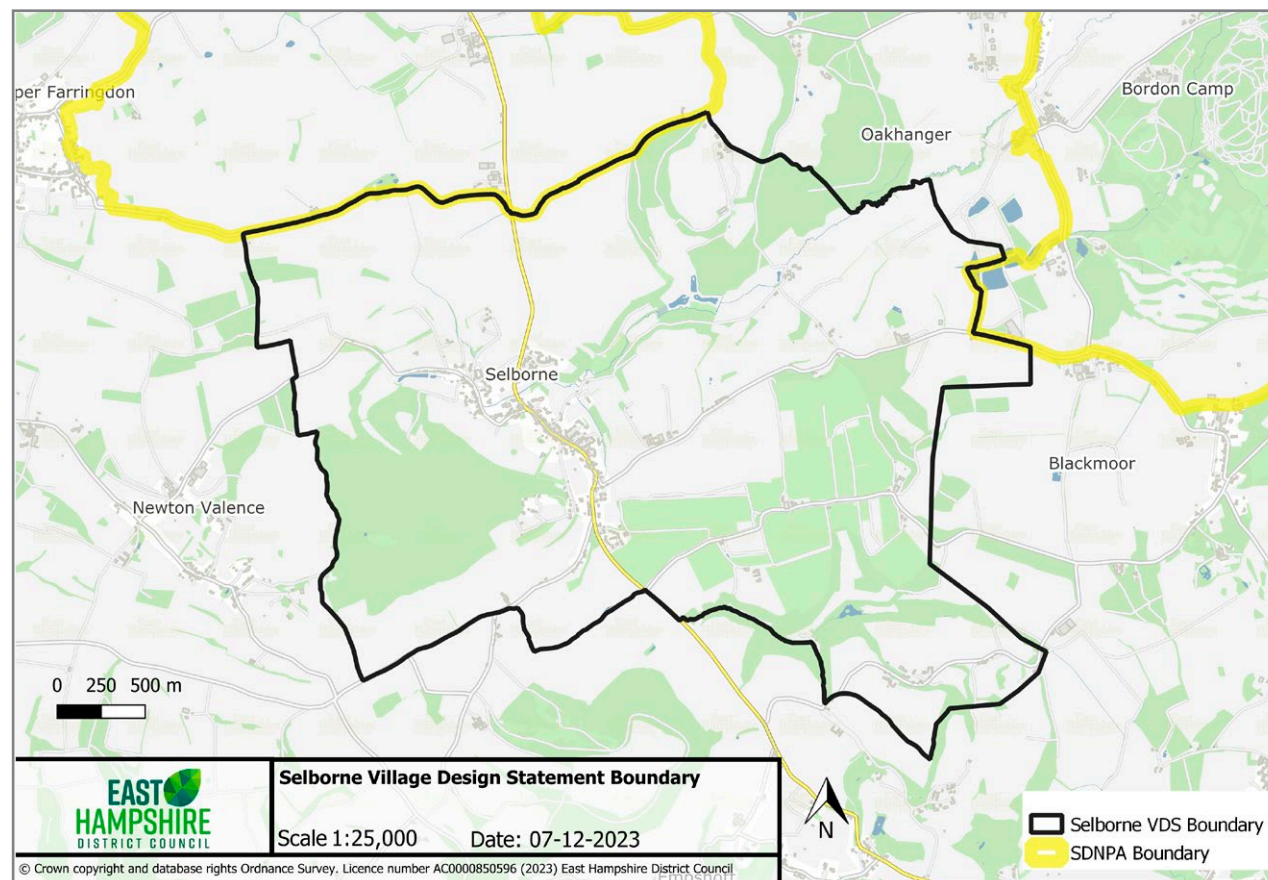 per Farringdon
Bordon Camp
Oakhanger
Selborne
Blackmoor
Newton Valence
0 250 500 m
EAST
HAMPSHIRE
DISTRICT COUNCIL
Selborne Village Design Statement Boundary
Scale 1:25,000 Date: 07-12-2023
N
Selborne VDS Boundary
SDNPA Boundary
© Crown copyright and database rights Ordnance Survey. Licence number AC0000850596 (2023) East Hampshire District Council